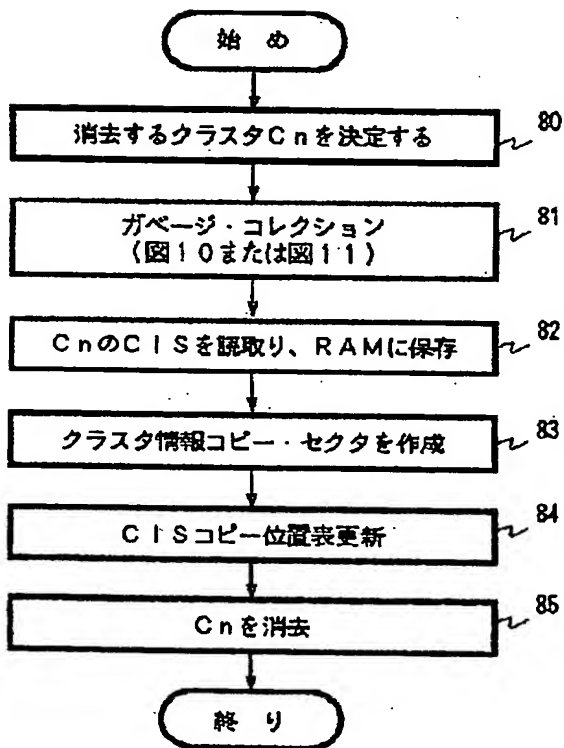 始 め
消去するクラスタCnを決定する
80
ガベージ・コレクション
(図10または図11)
81
CnのCISを読取り、RAMに保存
82
クラスタ情報コピー・セクタを作成
83
CISコピー位置表更新
84
Cnを消去
85
終 り